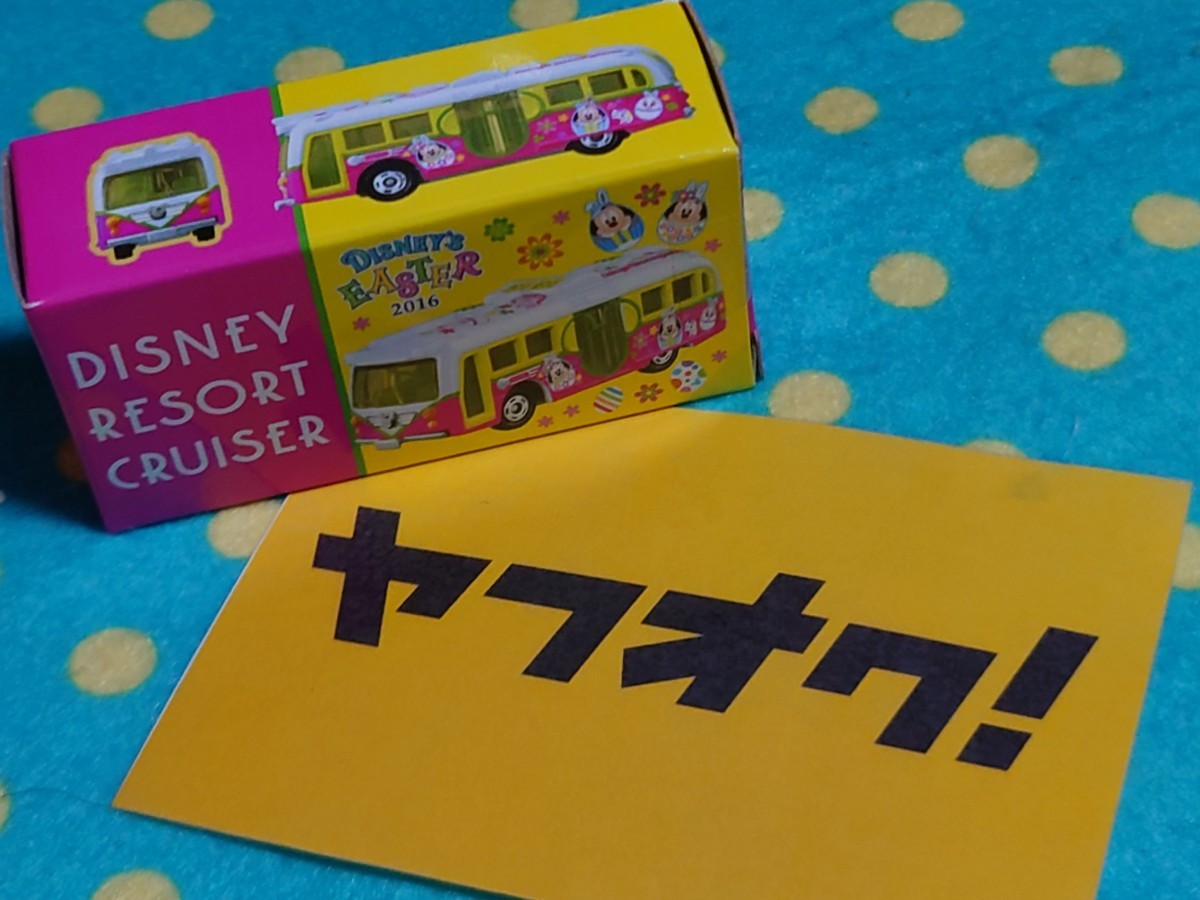 DISNEY'S
EASTER
2016
DISNEY
RESORT
CRUISER
ヤフオク!